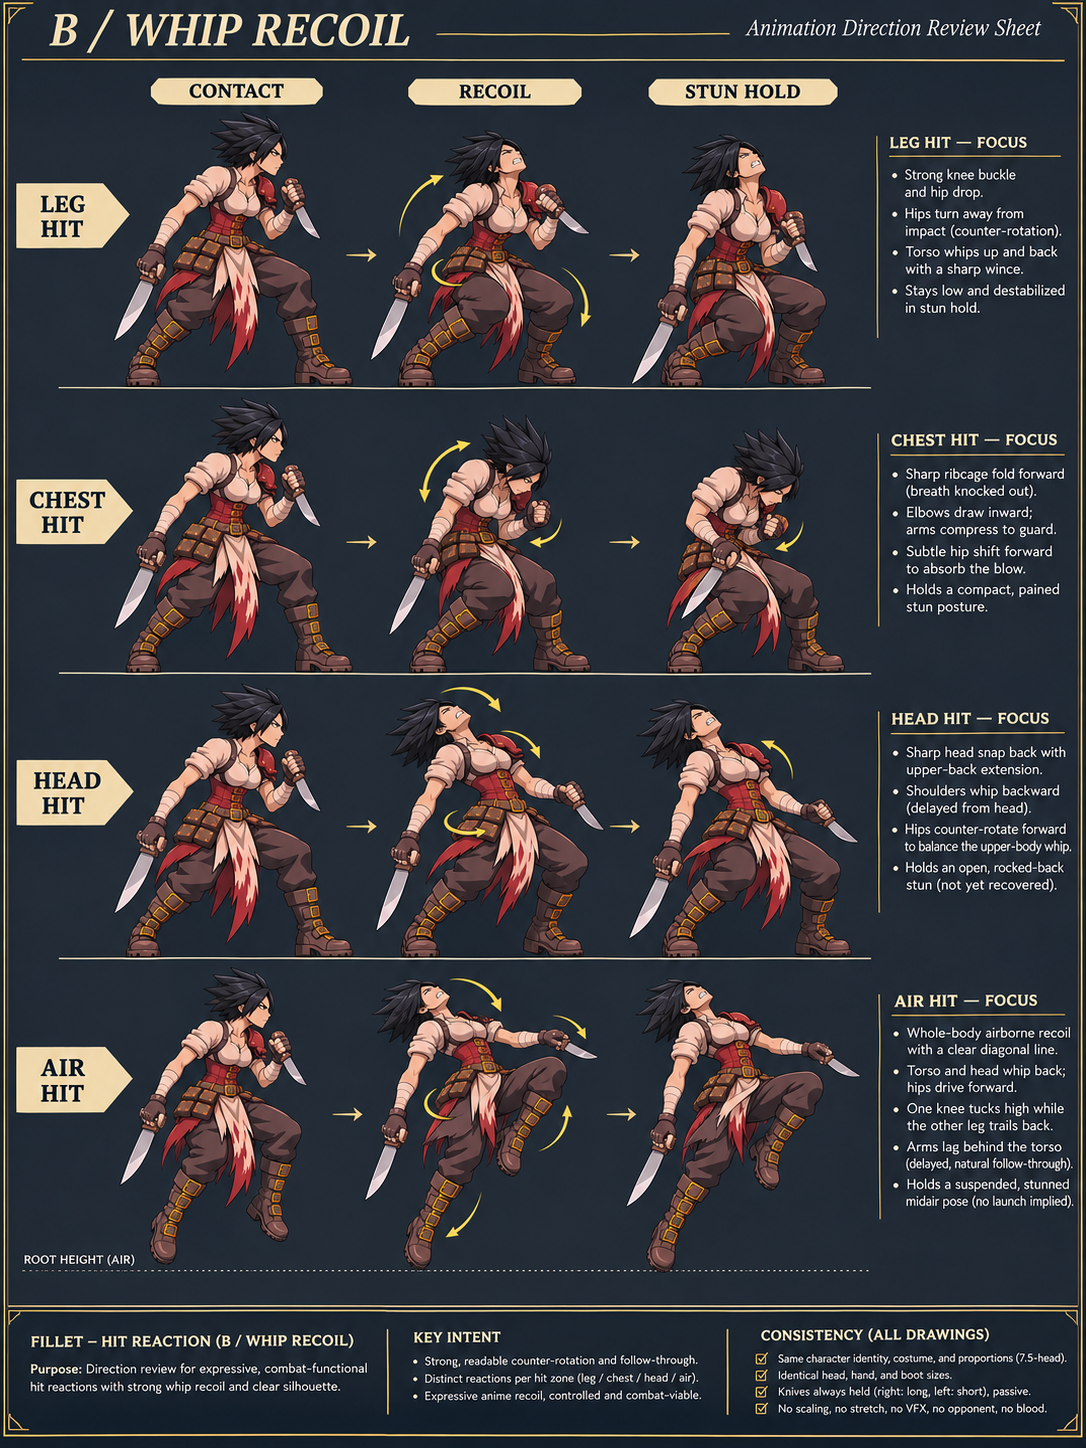 B / WHIP RECOIL
Animation Direction Review Sheet
CONTACT
RECOIL
STUN HOLD
LEG
HIT
LEG HIT — FOCUS
• Strong knee buckle
and hip drop.
• Hips turn away from
impact (counter-rotation).
• Torso whips up and back
with a sharp wince.
• Stays low and destabilized
in stun hold.
CHEST
HIT
CHEST HIT — FOCUS
• Sharp ribcage fold forward
(breath knocked out).
• Elbows draw inward;
arms compress to guard.
• Subtle hip shift forward
to absorb the blow.
• Holds a compact, pained
stun posture.
HEAD
HIT
HEAD HIT — FOCUS
• Sharp head snap back with
upper-back extension.
• Shoulders whip backward
(delayed from head).
• Hips counter-rotate forward
to balance the upper-body whip.
• Holds an open, rocked-back
stun (not yet recovered).
AIR
HIT
AIR HIT — FOCUS
• Whole-body airborne recoil
with a clear diagonal line.
• Torso and head whip back;
hips drive forward.
• One knee tucks high while
the other leg trails back.
• Arms lag behind the torso
(delayed, natural follow-through).
• Holds a suspended, stunned
midair pose (no launch implied).
ROOT HEIGHT (AIR)
FILLET – HIT REACTION (B / WHIP RECOIL)
Purpose: Direction review for expressive, combat-functional
hit reactions with strong whip recoil and clear silhouette.
KEY INTENT
• Strong, readable counter-rotation and follow-through.
• Distinct reactions per hit zone (leg / chest / head / air).
• Expressive anime recoil, controlled and combat-viable.
CONSISTENCY (ALL DRAWINGS)
Same character identity, costume, and proportions (7.5-head).
Identical head, hand, and boot sizes.
Knives always held (right: long, left: short), passive.
No scaling, no stretch, no VFX, no opponent, no blood.